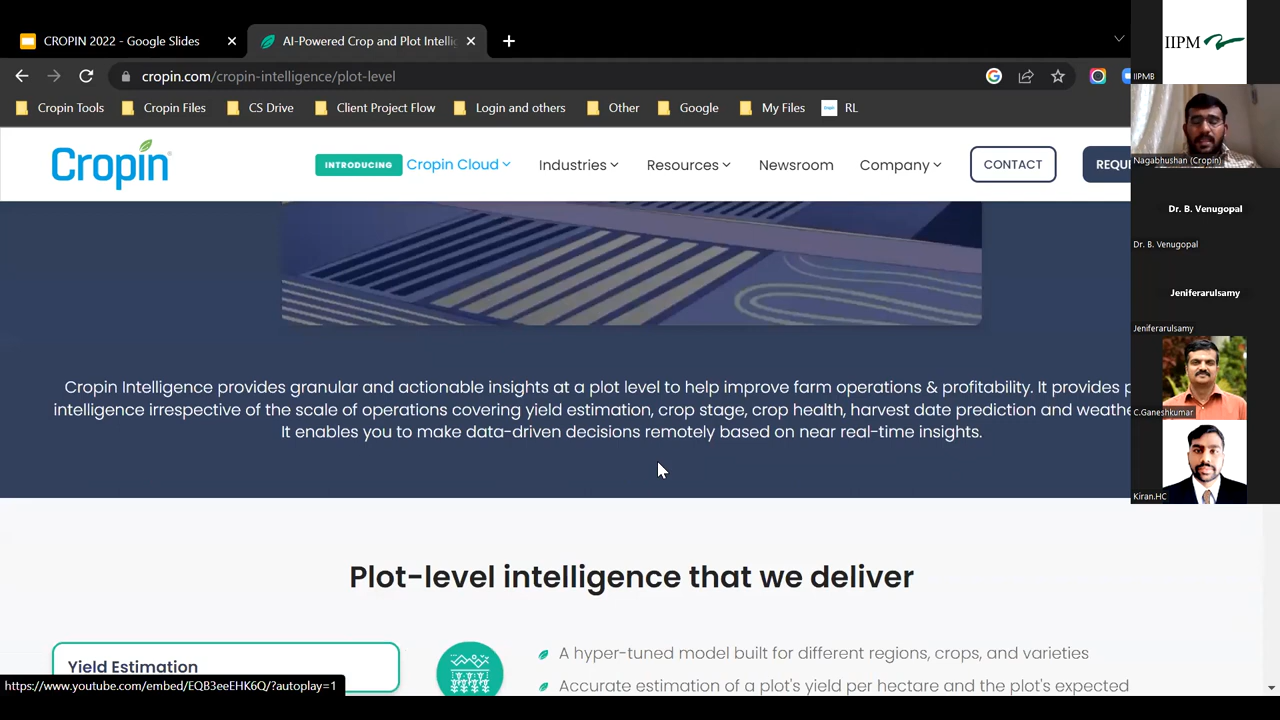 CROPIN 2022 - Google Slides
AI-Powered Crop and Plot Intelli
cropin.com/cropin-intelligence/plot-level
Cropin Tools
Cropin Files
CS Drive
Client Project Flow
Login and others
Other
Google
My Files
RL
Cropin
INTRODUCING
Cropin Cloud
Industries
Resources
Newsroom
Company
CONTACT
REQU
Cropin Intelligence provides granular and actionable insights at a plot level to help improve farm operations & profitability. It provides p
intelligence irrespective of the scale of operations covering yield estimation, crop stage, crop health, harvest date prediction and weathe
It enables you to make data-driven decisions remotely based on near real-time insights.
Plot-level intelligence that we deliver
Yield Estimation
A hyper-tuned model built for different regions, crops, and varieties
Accurate estimation of a plot's yield per hectare and the plot's expected
https://www.youtube.com/embed/EQB3eeEHK6Q/?autoplay=1
IIPM
IIPMB
Nagabhushan (Cropin)
Dr. B. Venugopal
Dr. B. Venugopal
Jeniferarulsamy
Jeniferarulsamy
C.Ganeshkumar
Kiran.HC